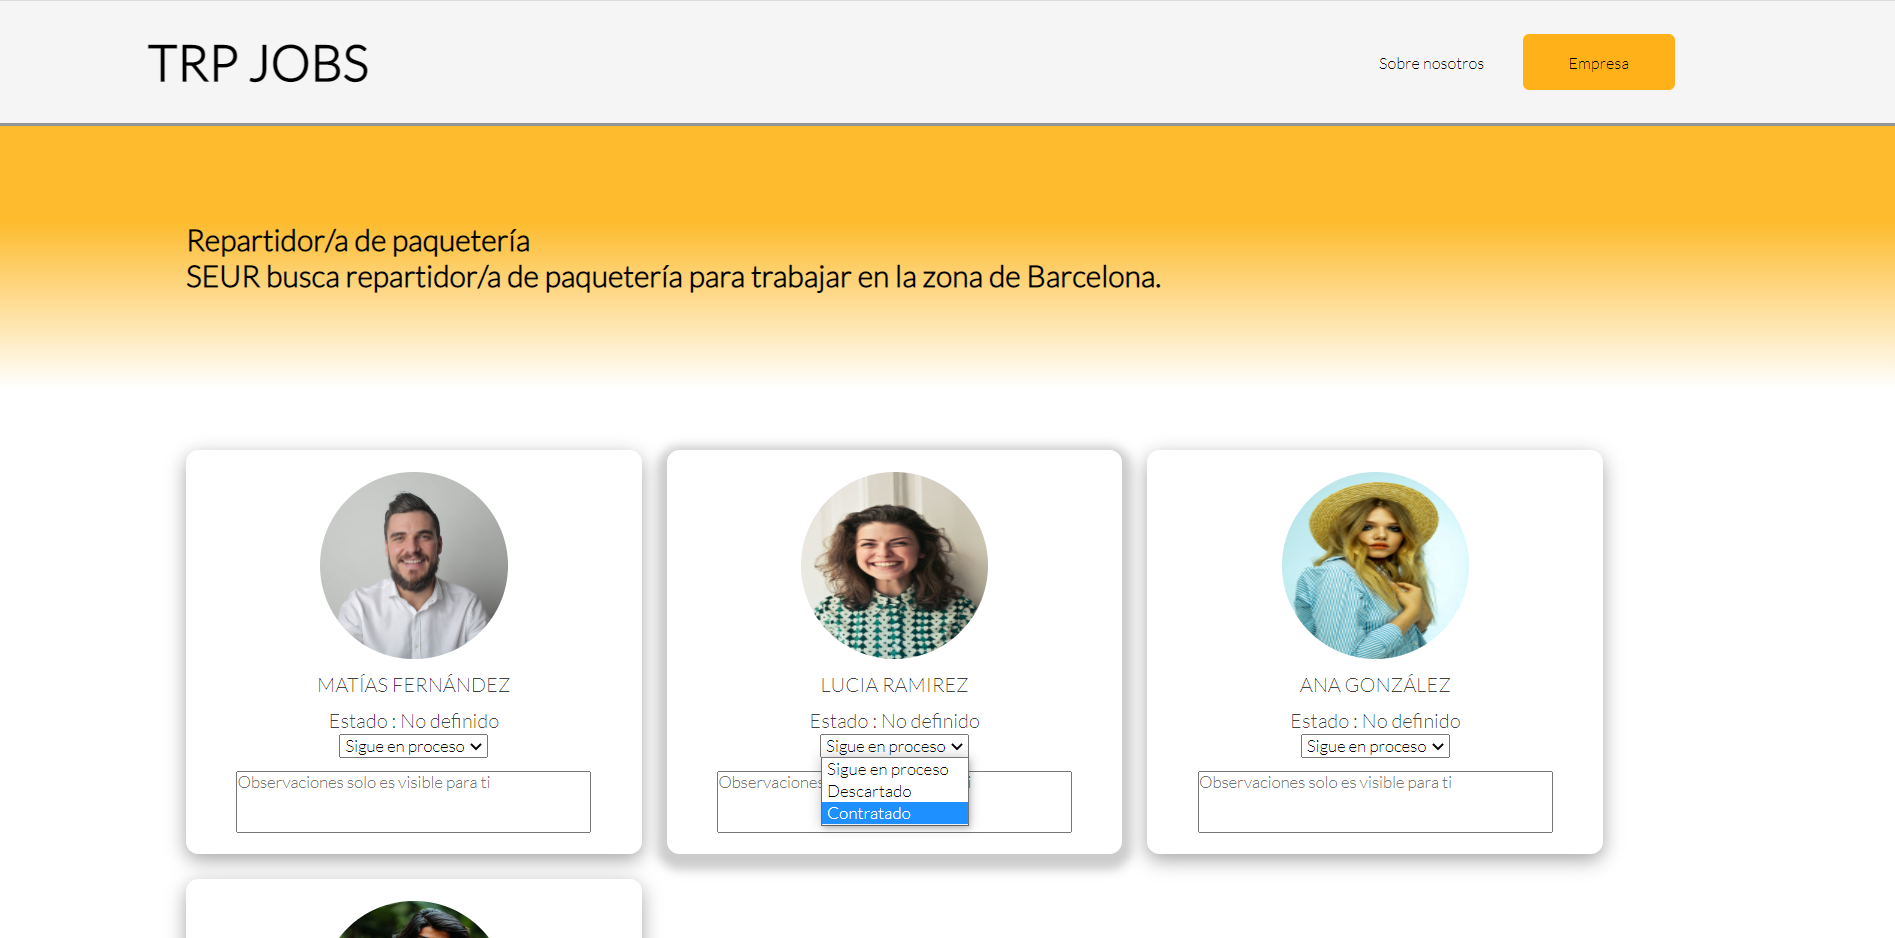 TRP JOBS
Sobre nosotros
Empresa
Repartidor/a de paquetería
SEUR busca repartidor/a de paquetería para trabajar en la zona de Barcelona.
MATÍAS FERNÁNDEZ
Estado : No definido
Sigue en proceso
Observaciones solo es visible para ti
LUCIA RAMIREZ
Estado : No definido
Sigue en proceso
Sigue en proceso
Descartado
Contratado
Observaciones
ANA GONZÁLEZ
Estado : No definido
Sigue en proceso
Observaciones solo es visible para ti